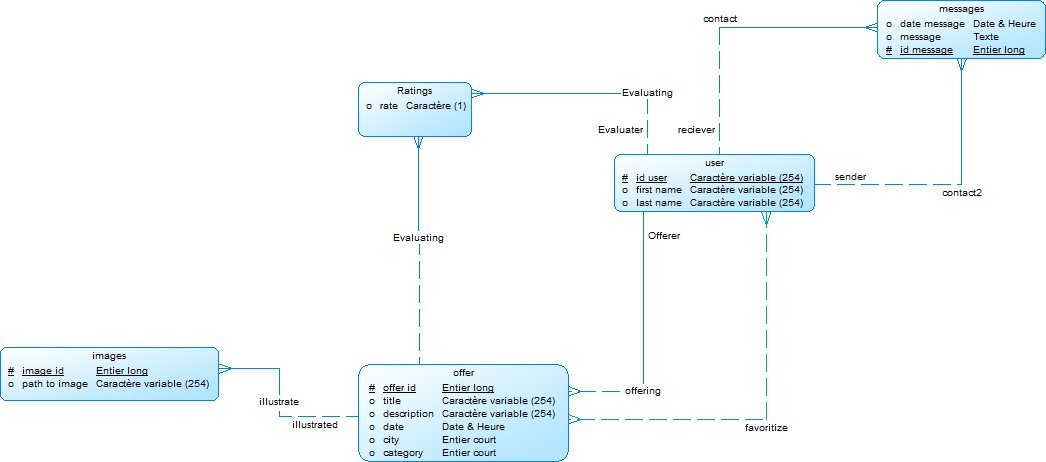 messages
o date message Date & Heure
o message Texte
# id message Entier long
contact
Ratings
o rate Caractère (1)
Evaluating
Evaluater
reciever
user
# id user Caractère variable (254)
o first name Caractère variable (254)
o last name Caractère variable (254)
sender
contact2
Offerer
Evaluating
images
# image id Entier long
o path to image Caractère variable (254)
illustrate
illustrated
offer
# offer id Entier long
o title Caractère variable (254)
o description Caractère variable (254)
o date Date & Heure
o city Entier court
o category Entier court
offering
favoritize